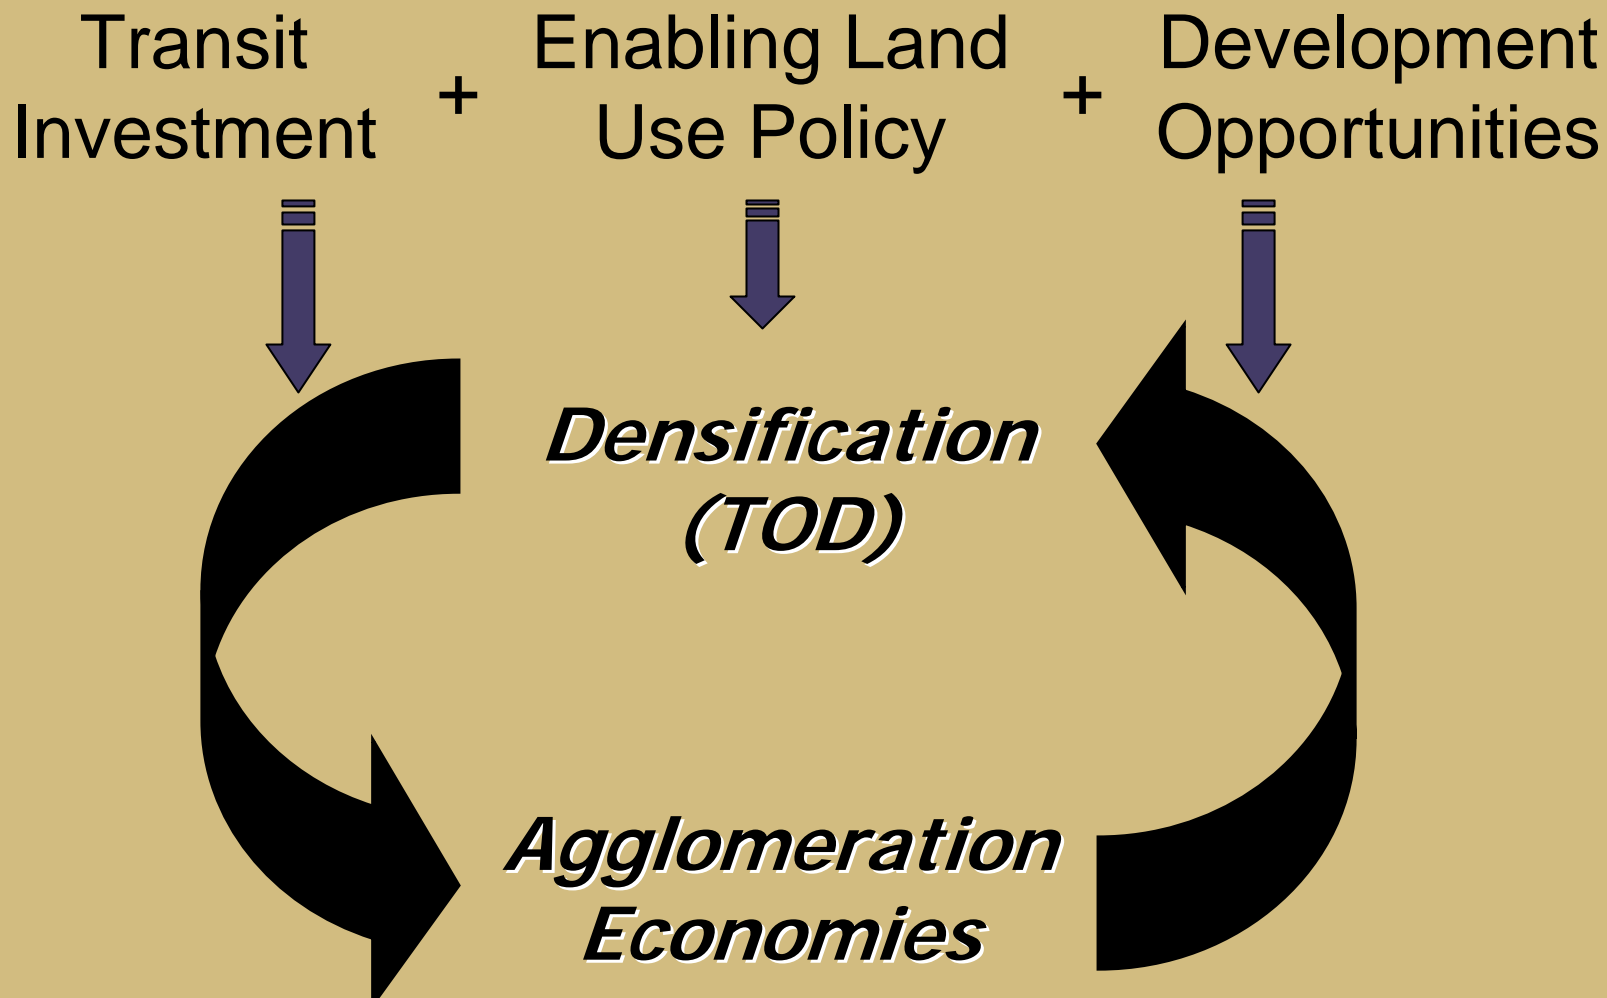 Transit
Investment
+
Enabling Land
Use Policy
+
Development
Opportunities
Densification
(TOD)
Agglomeration
Economies